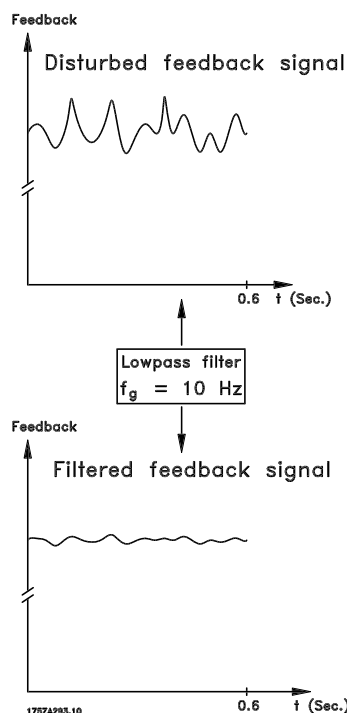 Feedback
Disturbed feedback signal
0.6 t (Sec.)
Lowpass filter
fg = 10 Hz
Feedback
Filtered feedback signal
0.6 t (Sec.)
175ZA293.10